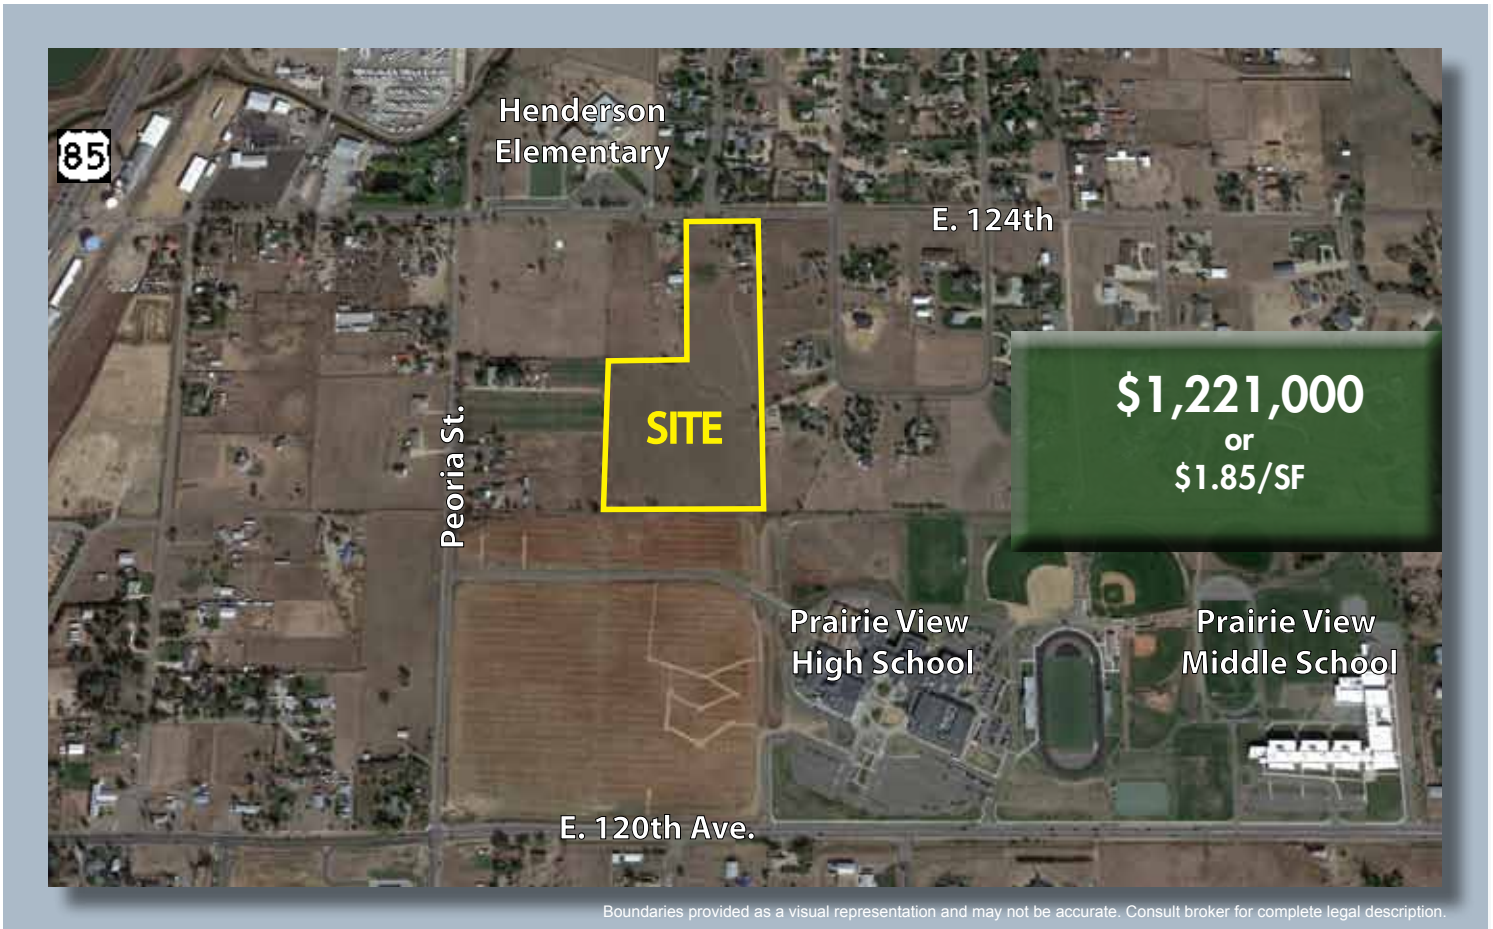 Henderson
Elementary
85
E. 124th
$1,221,000
or
$1.85/SF
SITE
Peoria St.
Prairie View
High School
Prairie View
Middle School
E. 120th Ave.
Boundaries provided as a visual representation and may not be accurate. Consult broker for complete legal description.